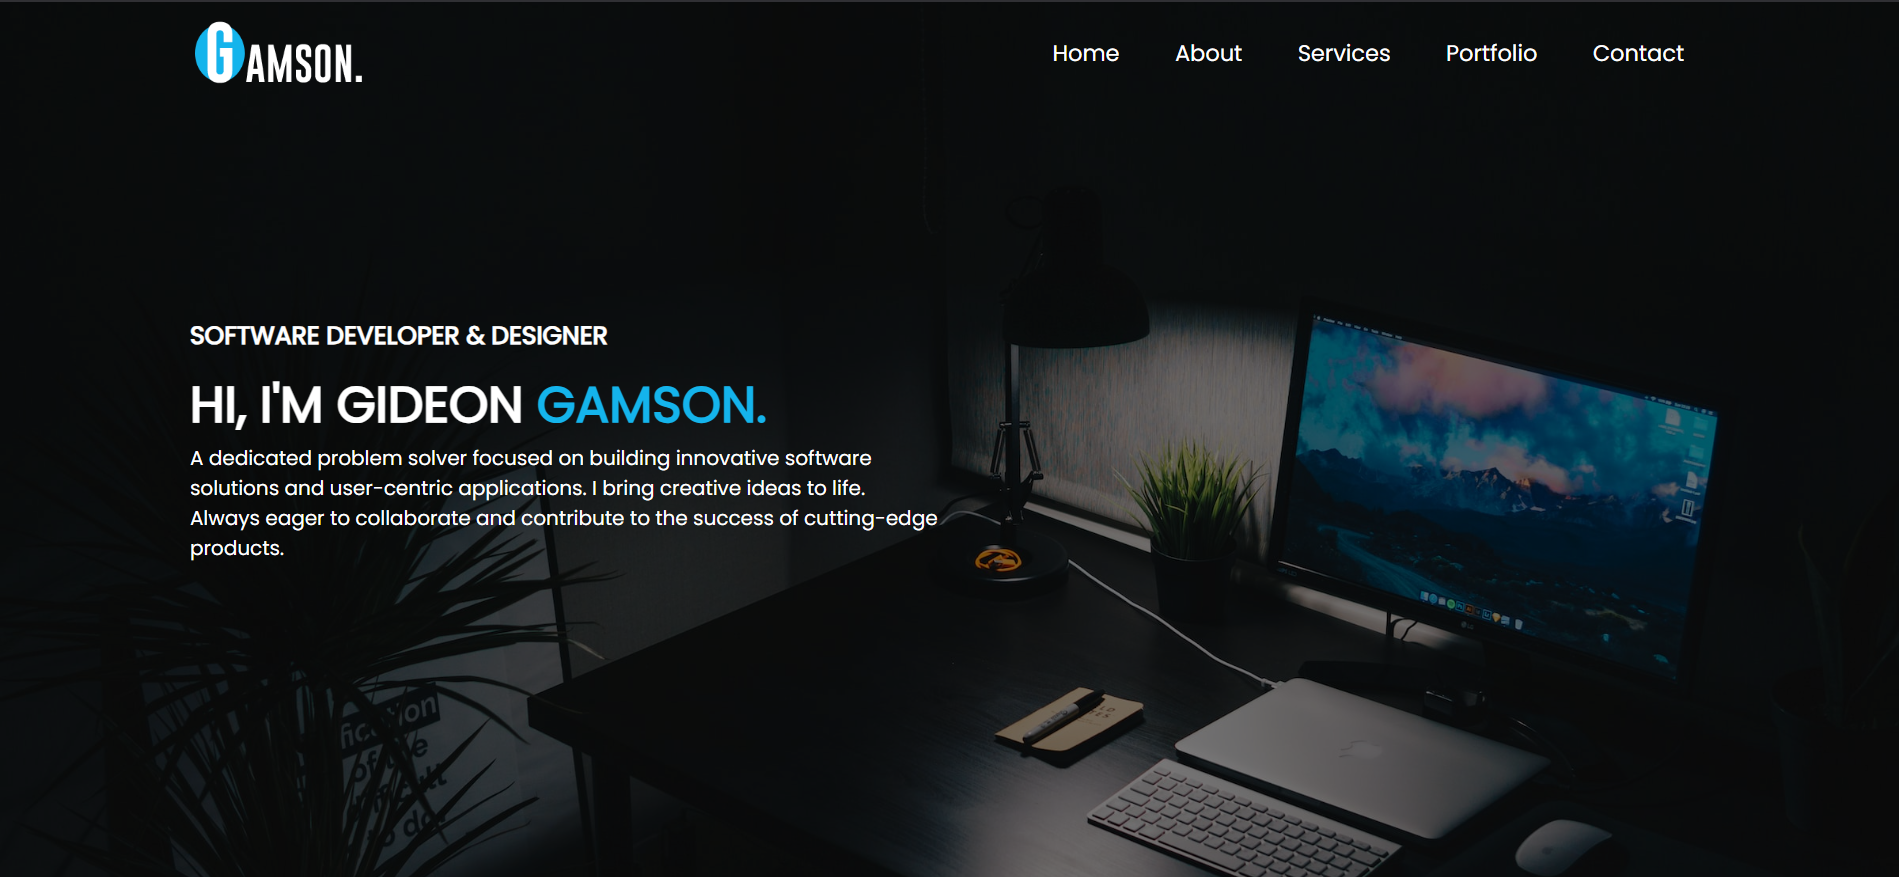 GAMSON.
Home About Services Portfolio Contact
SOFTWARE DEVELOPER & DESIGNER
HI, I'M GIDEON GAMSON.
A dedicated problem solver focused on building innovative software
solutions and user-centric applications. I bring creative ideas to life.
Always eager to collaborate and contribute to the success of cutting-edge
products.